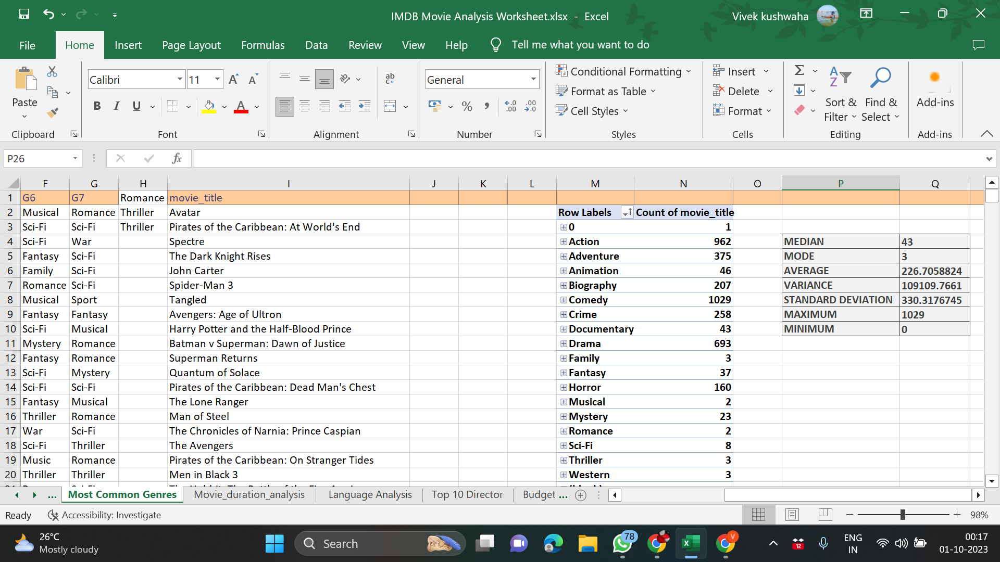 IMDB Movie Analysis Worksheet.xlsx - Excel
Vivek kushwaha
File Home Insert Page Layout Formulas Data Review View Help Tell me what you want to do
Paste
Clipboard
Calibri 11
B I U
Font
ab
Alignment
General
% , .0 .00
Number
Conditional Formatting
Format as Table
Cell Styles
Styles
Insert
Delete
Format
Cells
Sort & Filter
Find & Select
Editing
Add-ins
Add-ins
P26 fx
F G H I J K L M N O P Q
1 G6 G7 Romance movie_title
2 Musical Romance Thriller Avatar Row Labels Count of movie_title
3 Sci-Fi Sci-Fi Thriller Pirates of the Caribbean: At World's End 0 1
4 Sci-Fi War Spectre Action 962 MEDIAN 43
5 Fantasy Sci-Fi The Dark Knight Rises Adventure 375 MODE 3
6 Family Sci-Fi John Carter Animation 46 AVERAGE 226.7058824
7 Romance Sci-Fi Spider-Man 3 Biography 207 VARIANCE 109109.7661
8 Musical Sport Tangled Comedy 1029 STANDARD DEVIATION 330.3176745
9 Fantasy Fantasy Avengers: Age of Ultron Crime 258 MAXIMUM 1029
10 Sci-Fi Musical Harry Potter and the Half-Blood Prince Documentary 43 MINIMUM 0
11 Mystery Romance Batman v Superman: Dawn of Justice Drama 693
12 Fantasy Romance Superman Returns Family 3
13 Sci-Fi Mystery Quantum of Solace Fantasy 37
14 Sci-Fi Sci-Fi Pirates of the Caribbean: Dead Man's Chest Horror 160
15 Fantasy Musical The Lone Ranger Musical 2
16 Thriller Romance Man of Steel Mystery 23
17 War Sci-Fi The Chronicles of Narnia: Prince Caspian Romance 2
18 Sci-Fi Thriller The Avengers Sci-Fi 8
19 Music Romance Pirates of the Caribbean: On Stranger Tides Thriller 3
20 Thriller Thriller Men in Black 3 Western 3
... Most Common Genres Movie_duration_analysis Language Analysis Top 10 Director Budget ...
Ready Accessibility: Investigate 98%
26°C
Mostly cloudy
Search
78
V
12
ENG
IN
00:17
01-10-2023